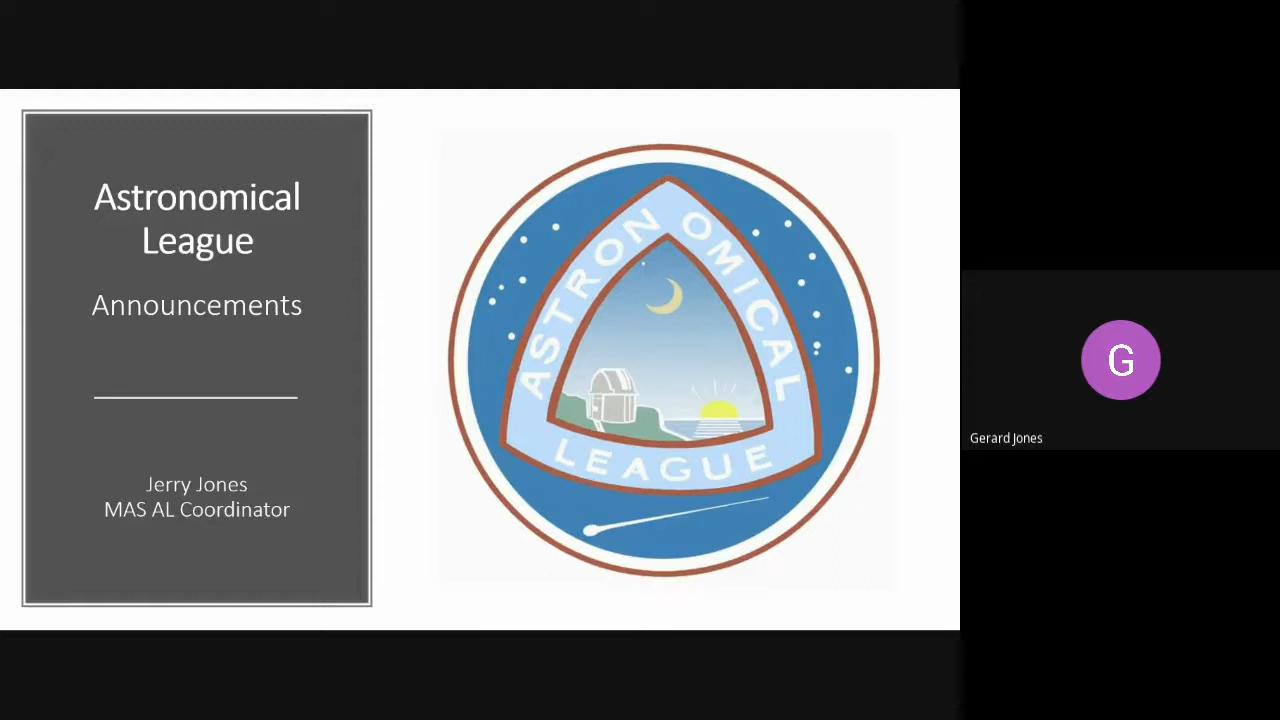 Astronomical
League
Announcements
Jerry Jones
MAS AL Coordinator
ASTRONOMICAL
LEAGUE
G
Gerard Jones